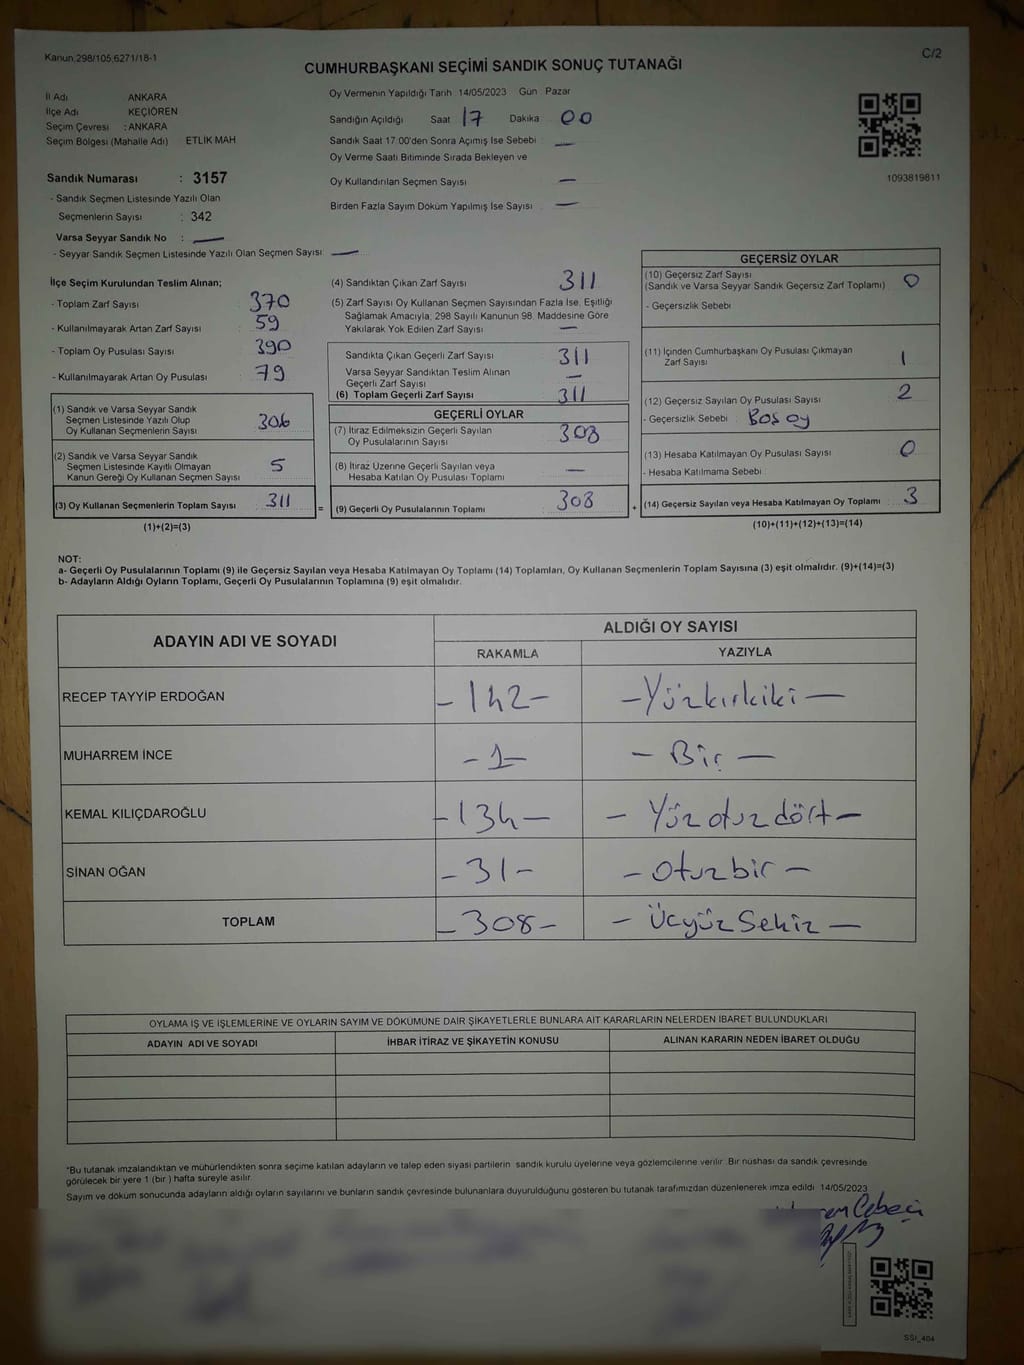 Kanun:298/105,6271/18-1
C/2
CUMHURBAŞKANI SEÇİMİ SANDIK SONUÇ TUTANAĞI
İl Adı ANKARA
İlçe Adı KEÇİÖREN
Seçim Çevresi : ANKARA
Seçim Bölgesi (Mahalle Adı) ETLIK MAH
Oy Vermenin Yapıldığı Tarih 14/05/2023 Gün Pazar
Sandığın Açıldığı Saat 17 Dakika 00
Sandık Saat 17:00'den Sonra Açımış İse Sebebi : —
Oy Verme Saati Bitiminde Sırada Bekleyen ve
Oy Kullandırılan Seçmen Sayısı —
Birden Fazla Sayım Döküm Yapılmış İse Sayısı —
1093819811
Sandık Numarası : 3157
- Sandık Seçmen Listesinde Yazılı Olan
Seçmenlerin Sayısı : 342
Varsa Seyyar Sandık No : —
- Seyyar Sandık Seçmen Listesinde Yazılı Olan Seçmen Sayısı —
İlçe Seçim Kurulundan Teslim Alınan;
- Toplam Zarf Sayısı 370
- Kullanılmayarak Artan Zarf Sayısı 59
- Toplam Oy Pusulası Sayısı 390
- Kullanılmayarak Artan Oy Pusulası 79
(1) Sandık ve Varsa Seyyar Sandık
Seçmen Listesinde Yazılı Olup
Oy Kullanan Seçmenlerin Sayısı 306
(2) Sandık ve Varsa Seyyar Sandık
Seçmen Listesinde Kayıtlı Olmayan
Kanun Gereği Oy Kullanan Seçmen Sayısı 5
(3) Oy Kullanan Seçmenlerin Toplam Sayısı 311
(1)+(2)=(3)
(4) Sandıktan Çıkan Zarf Sayısı 311
(5) Zarf Sayısı Oy Kullanan Seçmen Sayısından Fazla İse, Eşitliği
Sağlamak Amacıyla; 298 Sayılı Kanunun 98. Maddesine Göre
Yakılarak Yok Edilen Zarf Sayısı —
Sandıkta Çıkan Geçerli Zarf Sayısı 311
Varsa Seyyar Sandıktan Teslim Alınan
Geçerli Zarf Sayısı —
(6) Toplam Geçerli Zarf Sayısı 311
GEÇERLİ OYLAR
(7) İtiraz Edilmeksizin Geçerli Sayılan
Oy Pusulalarının Sayısı 308
(8) İtiraz Üzerine Geçerli Sayılan veya
Hesaba Katılan Oy Pusulası Toplamı —
= (9) Geçerli Oy Pusulalarının Toplamı 308
GEÇERSİZ OYLAR
(10) Geçersiz Zarf Sayısı
(Sandık ve Varsa Seyyar Sandık Geçersiz Zarf Toplamı) 0
- Geçersizlik Sebebi
(11) İçinden Cumhurbaşkanı Oy Pusulası Çıkmayan
Zarf Sayısı 1
(12) Geçersiz Sayılan Oy Pusulası Sayısı 2
- Geçersizlik Sebebi : Boş oy
(13) Hesaba Katılmayan Oy Pusulası Sayısı 0
- Hesaba Katılmama Sebebi
+ (14) Geçersiz Sayılan veya Hesaba Katılmayan Oy Toplamı 3
(10)+(11)+(12)+(13)=(14)
NOT:
a- Geçerli Oy Pusulalarının Toplamı (9) ile Geçersiz Sayılan veya Hesaba Katılmayan Oy Toplamı (14) Toplamları, Oy Kullanan Seçmenlerin Toplam Sayısına (3) eşit olmalıdır. (9)+(14)=(3)
b- Adayların Aldığı Oyların Toplamı, Geçerli Oy Pusulalarının Toplamına (9) eşit olmalıdır.
ADAYIN ADI VE SOYADI ALDIĞI OY SAYISI
RAKAMLA YAZIYLA
RECEP TAYYİP ERDOĞAN -142- -Yüzkırkiki-
MUHARREM İNCE -1- -Bir-
KEMAL KILIÇDAROĞLU -134- -Yüzotuzdört-
SİNAN OĞAN -31- -Otuzbir-
TOPLAM -308- -ÜçyüzSekiz-
OYLAMA İŞ VE İŞLEMLERİNE VE OYLARIN SAYIM VE DÖKÜMÜNE DAİR ŞİKAYETLERLE BUNLARA AİT KARARLARIN NELERDEN İBARET BULUNDUKLARI
ADAYIN ADI VE SOYADI İHBAR İTİRAZ VE ŞİKAYETİN KONUSU ALINAN KARARIN NEDEN İBARET OLDUĞU
*Bu tutanak imzalandıktan ve mühürlendikten sonra seçime katılan adayların ve talep eden siyasi partilerin sandık kurulu üyelerine veya gözlemcilerine verilir. Bir nüshası da sandık çevresinde
görülecek bir yere 1 (bir ) hafta süreyle asılır.
Sayım ve döküm sonucunda adayların aldığı oyların sayılarını ve bunların sandık çevresinde bulunanlara duyurulduğunu gösteren bu tutanak tarafımızdan düzenlenerek imza edildi. 14/05/2023
Cebeci
SSI_404